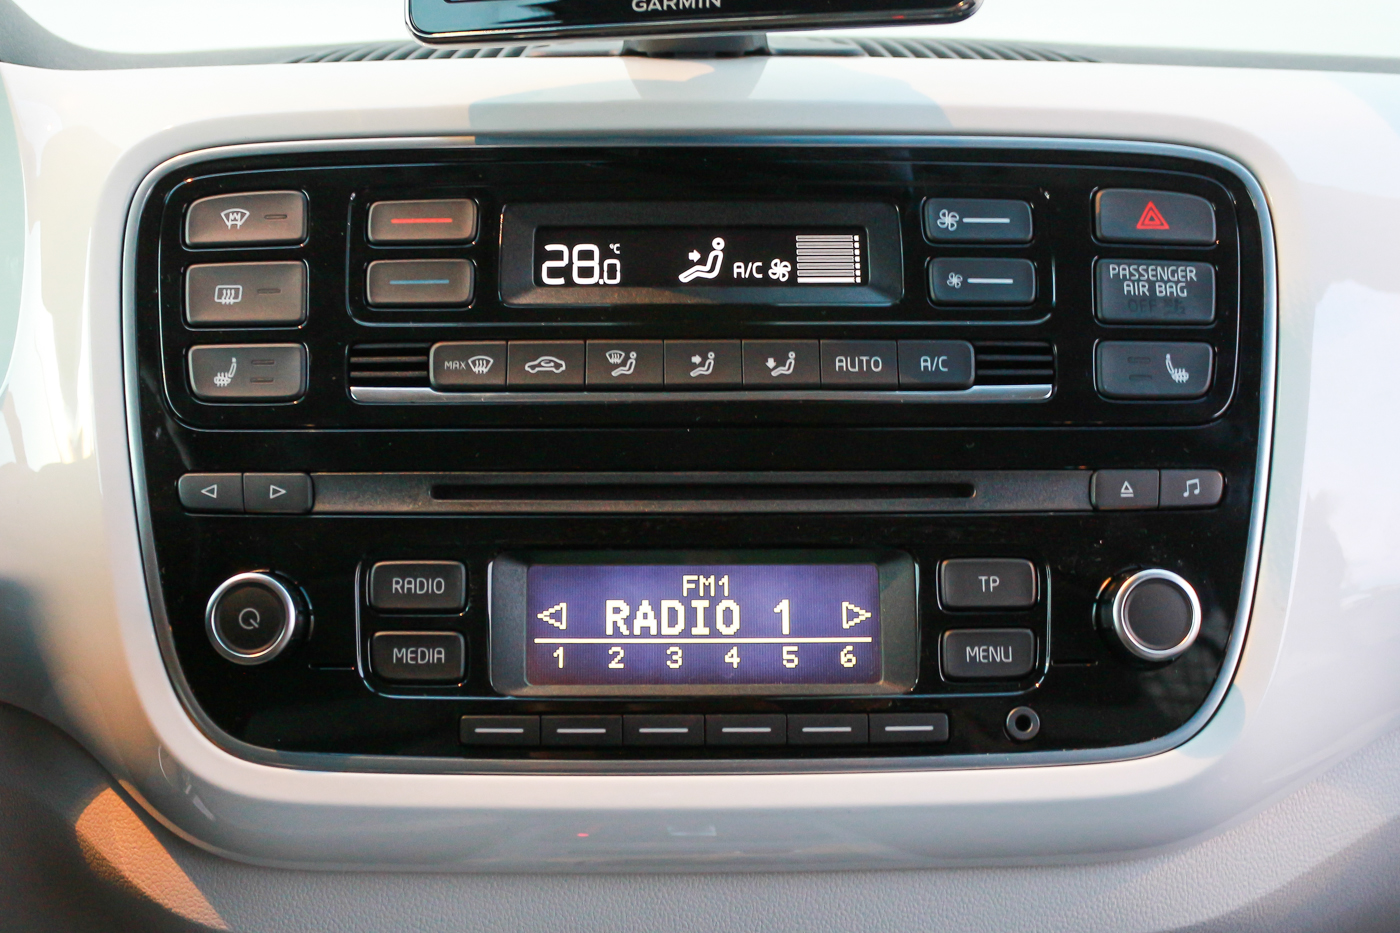 GARMIN
28.0 °C
A/C
PASSENGER
AIR BAG
OFF
MAX
AUTO
A/C
RADIO
FM1
TP
RADIO 1
MEDIA
1 2 3 4 5 6
MENU